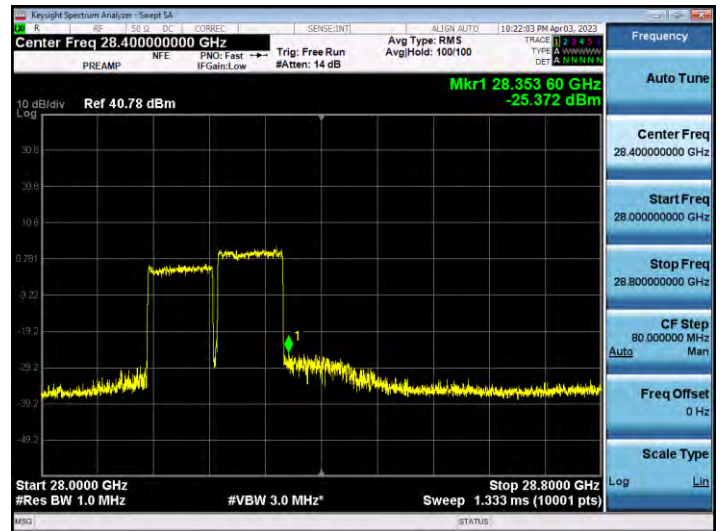 Keysight Spectrum Analyzer - Swept SA
R RF 50 Ω DC CORREC SENSE:INT ALIGN AUTO 10:22:03 PM Apr 03, 2023
Center Freq 28.400000000 GHz
PREAMP NFE PNO: Fast IFGain:Low
Trig: Free Run
#Atten: 14 dB
Avg Type: RMS
Avg|Hold: 100/100
TRACE 1 2 3 4 5 6
TYPE A WWWWW
DET A N N N N N
Mkr1 28.353 60 GHz
-25.372 dBm
10 dB/div Ref 40.78 dBm
Log
30.8
20.8
10.8
0.781
-9.22
-19.2
-29.2
-39.2
-49.2
1
Start 28.0000 GHz Stop 28.8000 GHz
#Res BW 1.0 MHz #VBW 3.0 MHz* Sweep 1.333 ms (10001 pts)
MSG STATUS
Frequency
Auto Tune
Center Freq
28.400000000 GHz
Start Freq
28.000000000 GHz
Stop Freq
28.800000000 GHz
CF Step
80.000000 MHz
Auto Man
Freq Offset
0 Hz
Scale Type
Log Lin